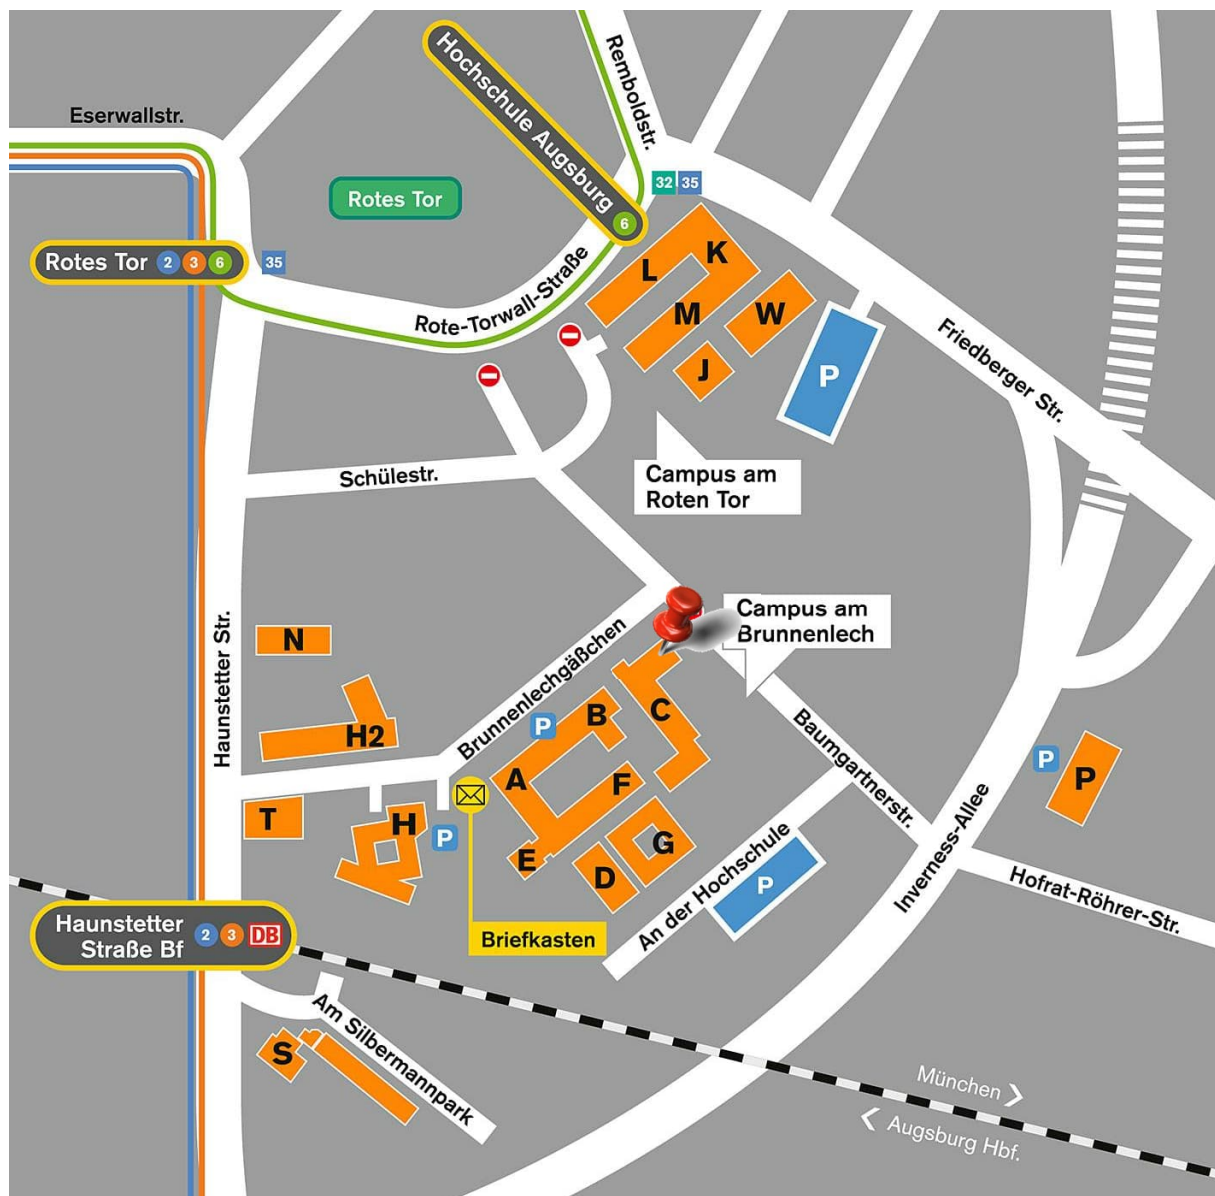 Eserwallstr.
Hochschule Augsburg
6
Remboldstr.
32 35
Rotes Tor
Rotes Tor 2 3 6
35
Rote-Torwall-Straße
L
K
M
W
J
P
Friedberger Str.
Schülestr.
Campus am
Roten Tor
Campus am
Brunnenlech
Haunstetter Str.
N
H2
Brunnenlechgäßchen
P
B
C
A
F
Baumgartnerstr.
P
P
T
H
P
E
D
G
An der Hochschule
P
Inverness-Allee
Hofrat-Röhrer-Str.
Haunstetter
Straße Bf
2 3 DB
Briefkasten
Am Silbermannpark
S
München
Augsburg Hbf.